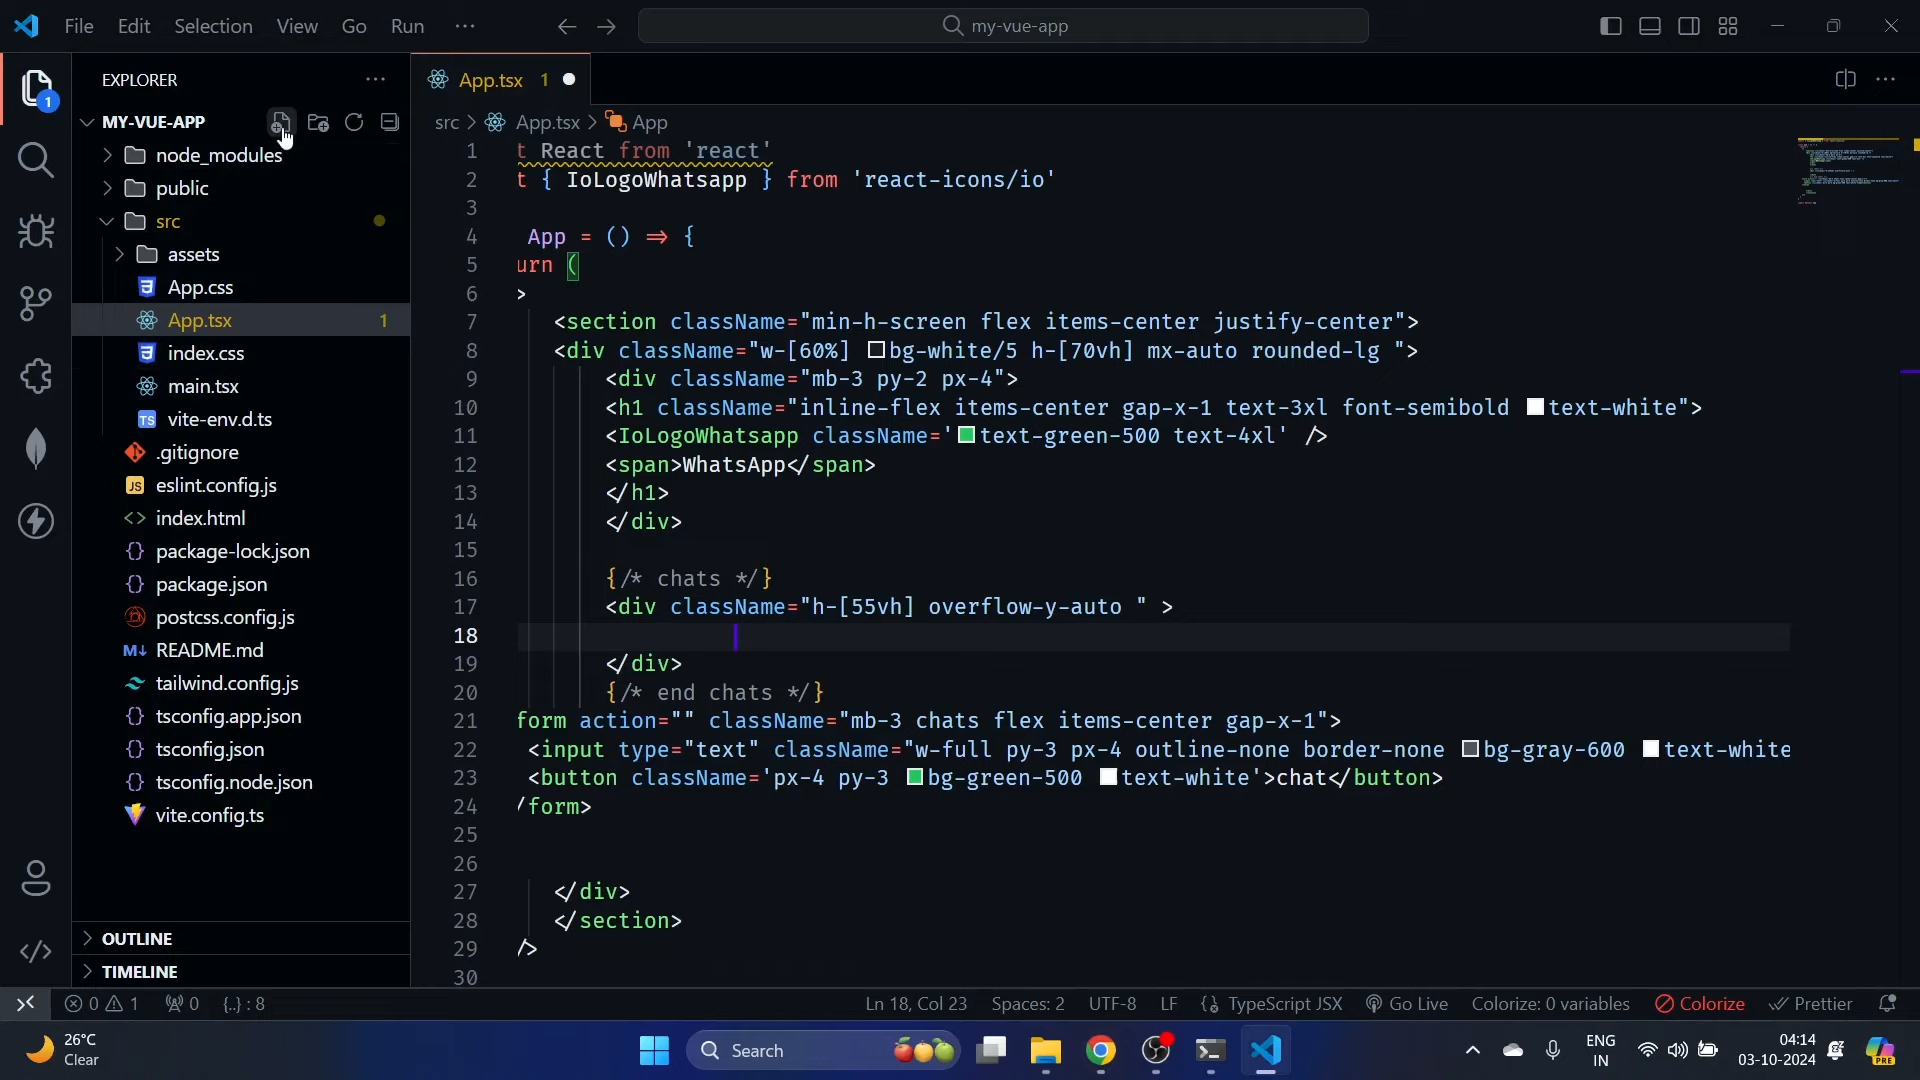 File Edit Selection View Go Run ···
my-vue-app
EXPLORER ···
1
MY-VUE-APP
node_modules
public
src
assets
App.css
App.tsx 1
index.css
main.tsx
TS vite-env.d.ts
.gitignore
JS eslint.config.js
<> index.html
{} package-lock.json
{} package.json
postcss.config.js
M↓ README.md
tailwind.config.js
{} tsconfig.app.json
{} tsconfig.json
{} tsconfig.node.json
vite.config.ts
OUTLINE
TIMELINE
App.tsx 1
src > App.tsx > App
1 t React from 'react'
2 t { IoLogoWhatsapp } from 'react-icons/io'
3
4 App = () => {
5 urn (
6 >
7 <section className="min-h-screen flex items-center justify-center">
8 <div className="w-[60%] bg-white/5 h-[70vh] mx-auto rounded-lg ">
9 <div className="mb-3 py-2 px-4">
10 <h1 className="inline-flex items-center gap-x-1 text-3xl font-semibold text-white">
11 <IoLogoWhatsapp className='text-green-500 text-4xl' />
12 <span>WhatsApp</span>
13 </h1>
14 </div>
15
16 {/* chats */}
17 <div className="h-[55vh] overflow-y-auto " >
18
19 </div>
20 {/* end chats */}
21 form action="" className="mb-3 chats flex items-center gap-x-1">
22 <input type="text" className="w-full py-3 px-4 outline-none border-none bg-gray-600 text-white
23 <button className='px-4 py-3 bg-green-500 text-white'>chat</button>
24 /form>
25
26
27 </div>
28 </section>
29 />
30
0 1 0 {..} : 8
Ln 18, Col 23 Spaces: 2 UTF-8 LF {} TypeScript JSX Go Live Colorize: 0 variables Colorize Prettier
26°C
Clear
Search
ENG
IN
04:14
03-10-2024
PRE